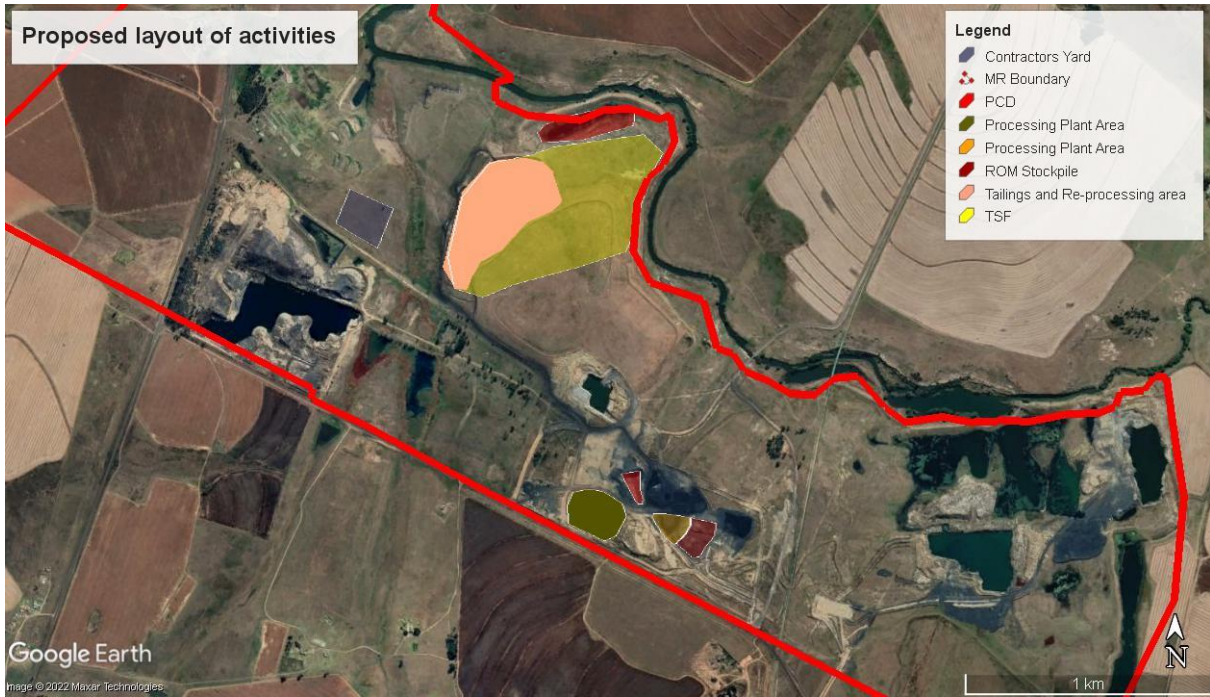 Proposed layout of activities
Legend
Contractors Yard
MR Boundary
PCD
Processing Plant Area
Processing Plant Area
ROM Stockpile
Tailings and Re-processing area
TSF
Google Earth
Image © 2022 Maxar Technologies
N
1 km